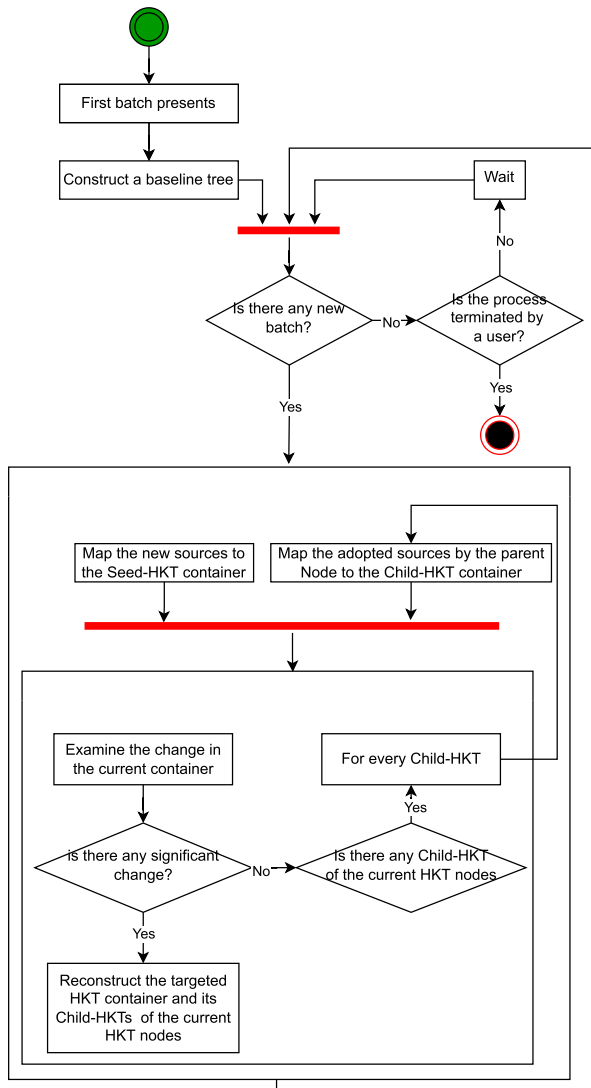 First batch presents
Construct a baseline tree
Wait
No
Is there any new
batch?
No
Is the process
terminated by
a user?
Yes
Yes
Map the new sources to
the Seed-HKT container
Map the adopted sources by the parent
Node to the Child-HKT container
Examine the change in
the current container
For every Child-HKT
Yes
is there any significant
change?
No
Is there any Child-HKT
of the current HKT nodes
Yes
Reconstruct the targeted
HKT container and its
Child-HKTs of the current
HKT nodes